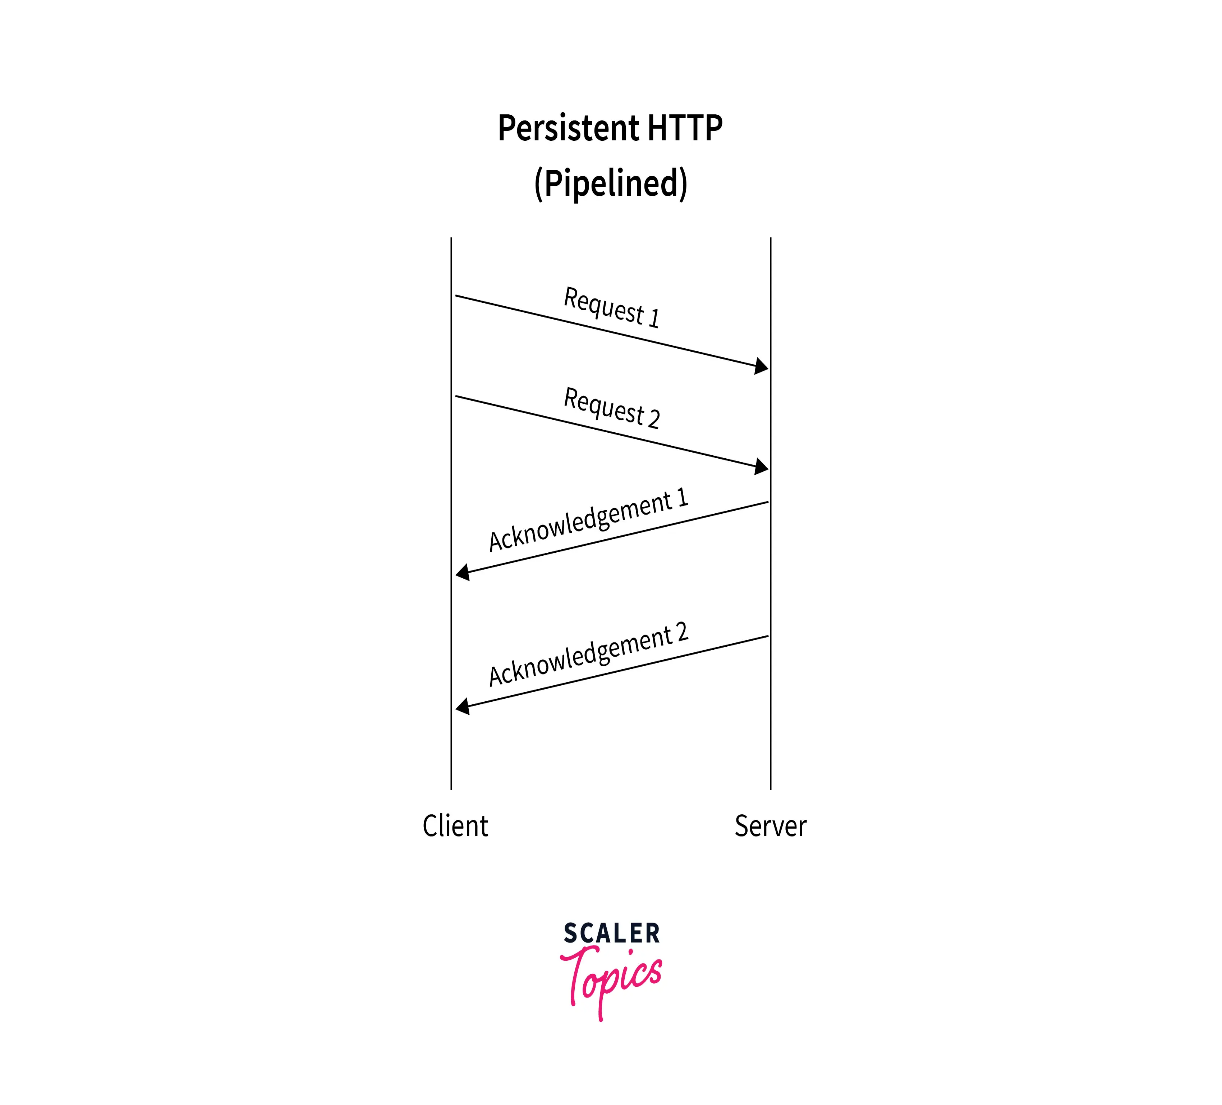 Persistent HTTP
(Pipelined)
Request 1
Request 2
Acknowledgement 1
Acknowledgement 2
Client
Server
SCALER
Topics